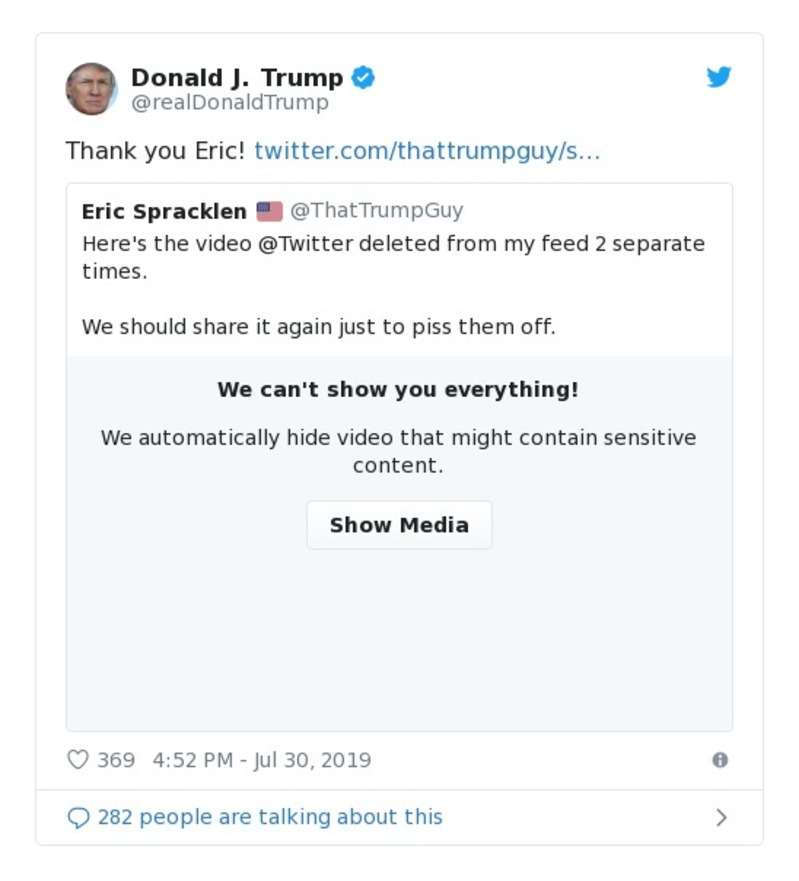 Donald J. Trump
@realDonaldTrump
Thank you Eric! twitter.com/thattrumpguy/s...
Eric Spracklen 🇺🇸 @ThatTrumpGuy
Here's the video @Twitter deleted from my feed 2 separate
times.
We should share it again just to piss them off.
We can't show you everything!
We automatically hide video that might contain sensitive
content.
Show Media
369 4:52 PM - Jul 30, 2019
282 people are talking about this